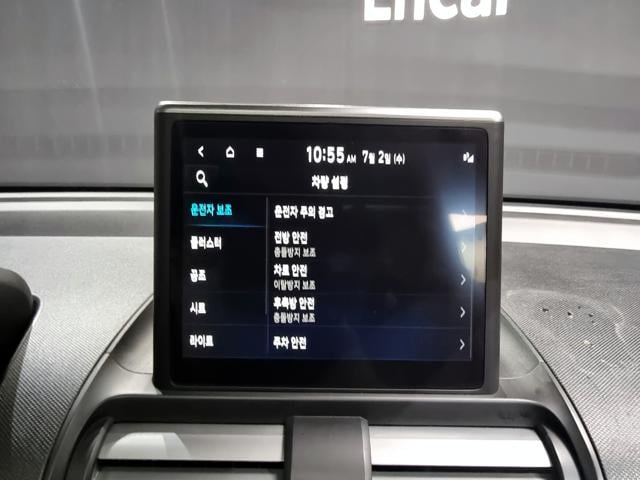 Encar
10:55 AM 7월 2일 (수)
차량 설정
운전자 보조
운전자 주의 경고
클러스터
전방 안전
충돌방지 보조
공조
차로 안전
이탈방지 보조
시트
후측방 안전
충돌방지 보조
라이트
주차 안전